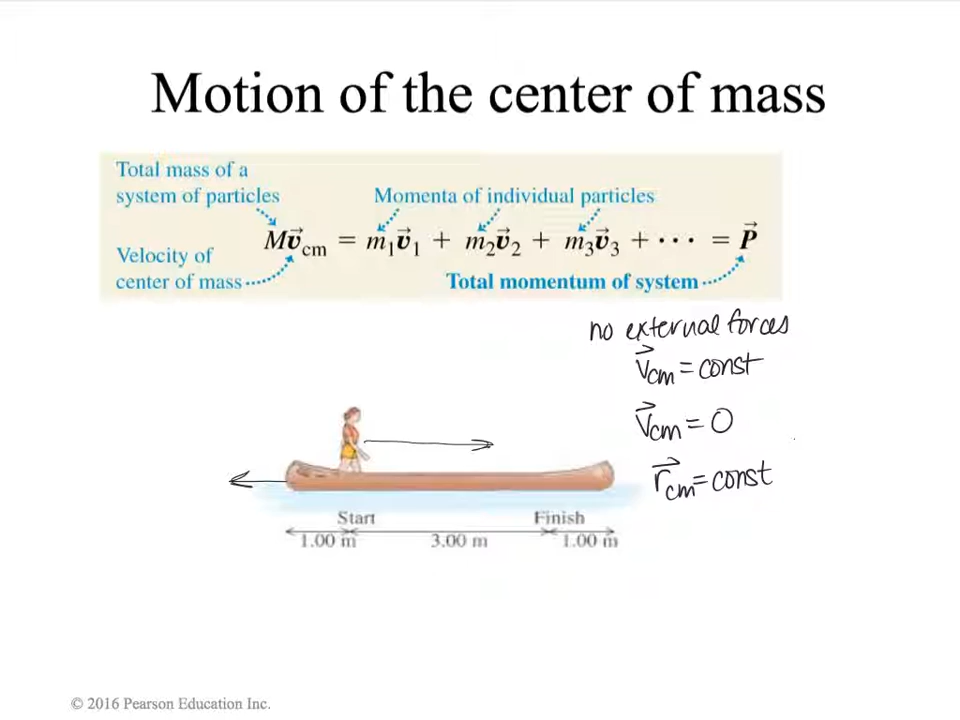 Motion of the center of mass
Total mass of a
system of particles
Momenta of individual particles
Mv⃗cm = m₁v⃗₁ + m₂v⃗₂ + m₃v⃗₃ + ··· = P⃗
Velocity of
center of mass
Total momentum of system
no external forces
v⃗cm = const
v⃗cm = 0
r⃗cm = const
Start Finish
1.00 m 3.00 m 1.00 m
© 2016 Pearson Education Inc.